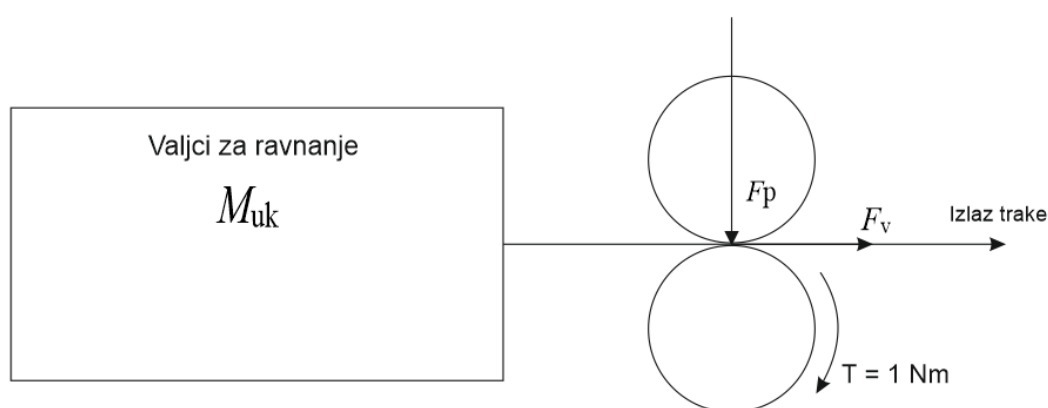 Valjci za ravnanje
Muk
Fp
Fv
Izlaz trake
T = 1 Nm